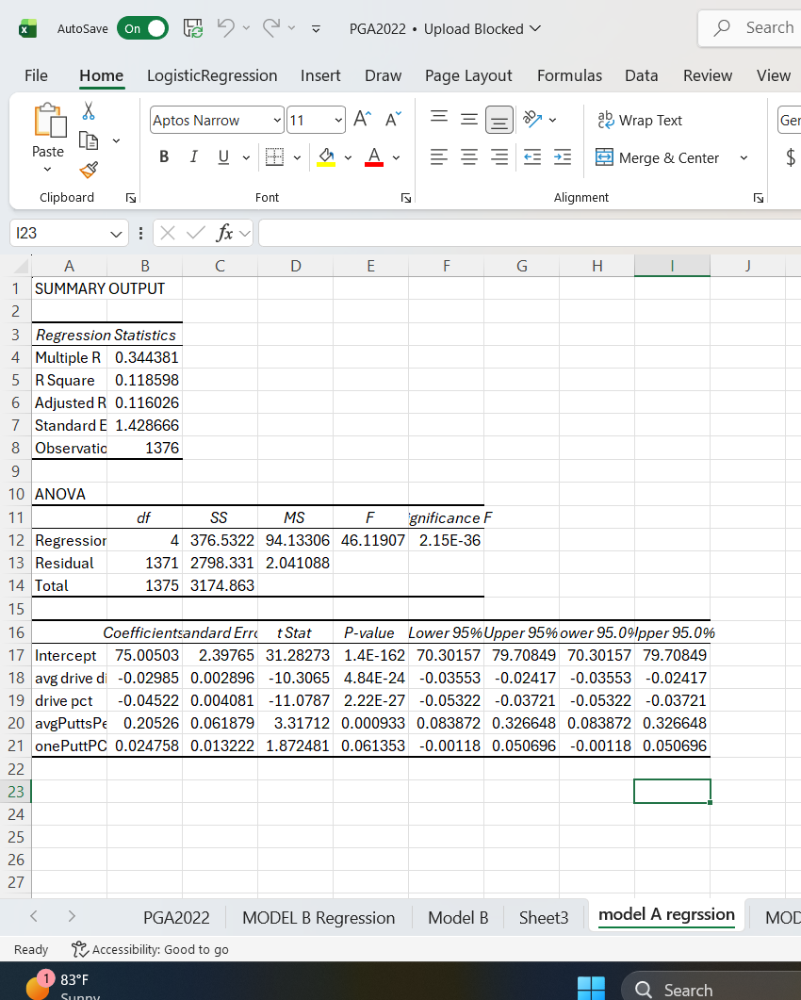 AutoSave On PGA2022 • Upload Blocked Search
File Home LogisticRegression Insert Draw Page Layout Formulas Data Review View
Paste Aptos Narrow 11 A A ab Wrap Text Gen
B I U A Merge & Center $
Clipboard Font Alignment
I23 fx
A B C D E F G H I J
1 SUMMARY OUTPUT
2
3 Regression Statistics
4 Multiple R 0.344381
5 R Square 0.118598
6 Adjusted R 0.116026
7 Standard E 1.428666
8 Observatio 1376
9
10 ANOVA
11 df SS MS F gnificance F
12 Regression 4 376.5322 94.13306 46.11907 2.15E-36
13 Residual 1371 2798.331 2.041088
14 Total 1375 3174.863
15
16 Coefficients andard Erro t Stat P-value Lower 95% Upper 95% ower 95.0% pper 95.0%
17 Intercept 75.00503 2.39765 31.28273 1.4E-162 70.30157 79.70849 70.30157 79.70849
18 avg drive di -0.02985 0.002896 -10.3065 4.84E-24 -0.03553 -0.02417 -0.03553 -0.02417
19 drive pct -0.04522 0.004081 -11.0787 2.22E-27 -0.05322 -0.03721 -0.05322 -0.03721
20 avgPuttsPe 0.20526 0.061879 3.31712 0.000933 0.083872 0.326648 0.083872 0.326648
21 onePuttPC 0.024758 0.013222 1.872481 0.061353 -0.00118 0.050696 -0.00118 0.050696
22
23
24
25
26
27
PGA2022 MODEL B Regression Model B Sheet3 model A regrssion MOD
Ready Accessibility: Good to go
1 83°F
Sunny
Search